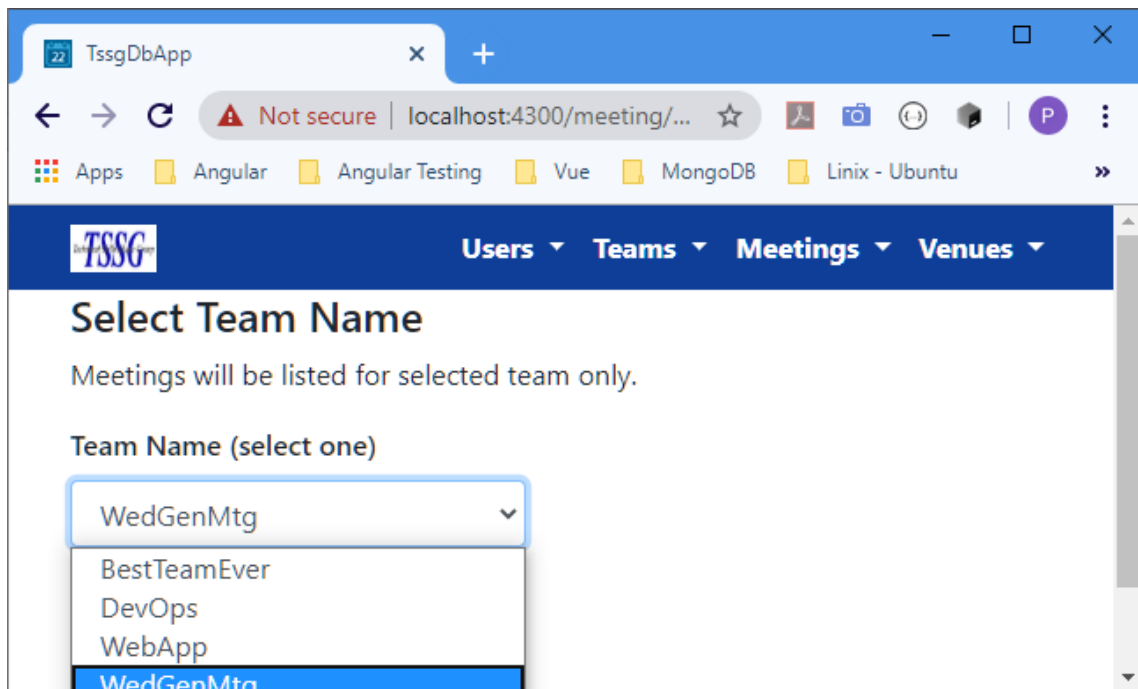 22 TssgDbApp
Not secure localhost:4300/meeting/... P
Apps Angular Angular Testing Vue MongoDB Linix - Ubuntu »
TSSG Users Teams Meetings Venues
Select Team Name
Meetings will be listed for selected team only.
Team Name (select one)
WedGenMtg
BestTeamEver
DevOps
WebApp
WedGenMtg